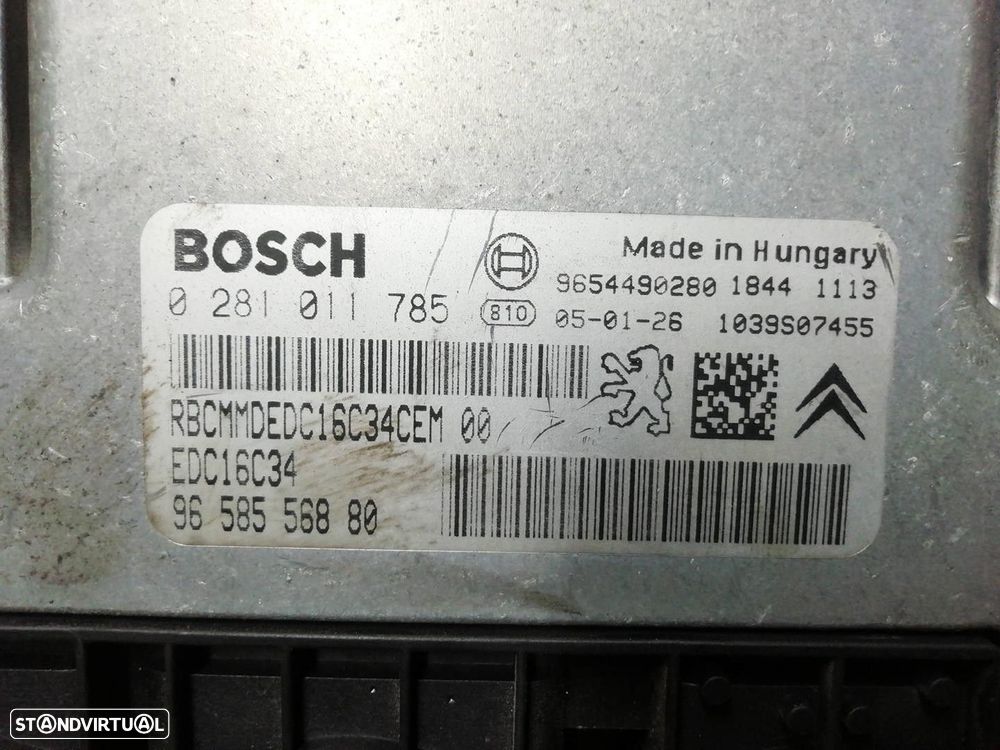 BOSCH
Made in Hungary
9654490280 1844 1113
0 281 011 785
810
05-01-26 1039S07455
RBCMMDEDC16C34CEM 00
EDC16C34
96 585 568 80
STANDVIRTUAL